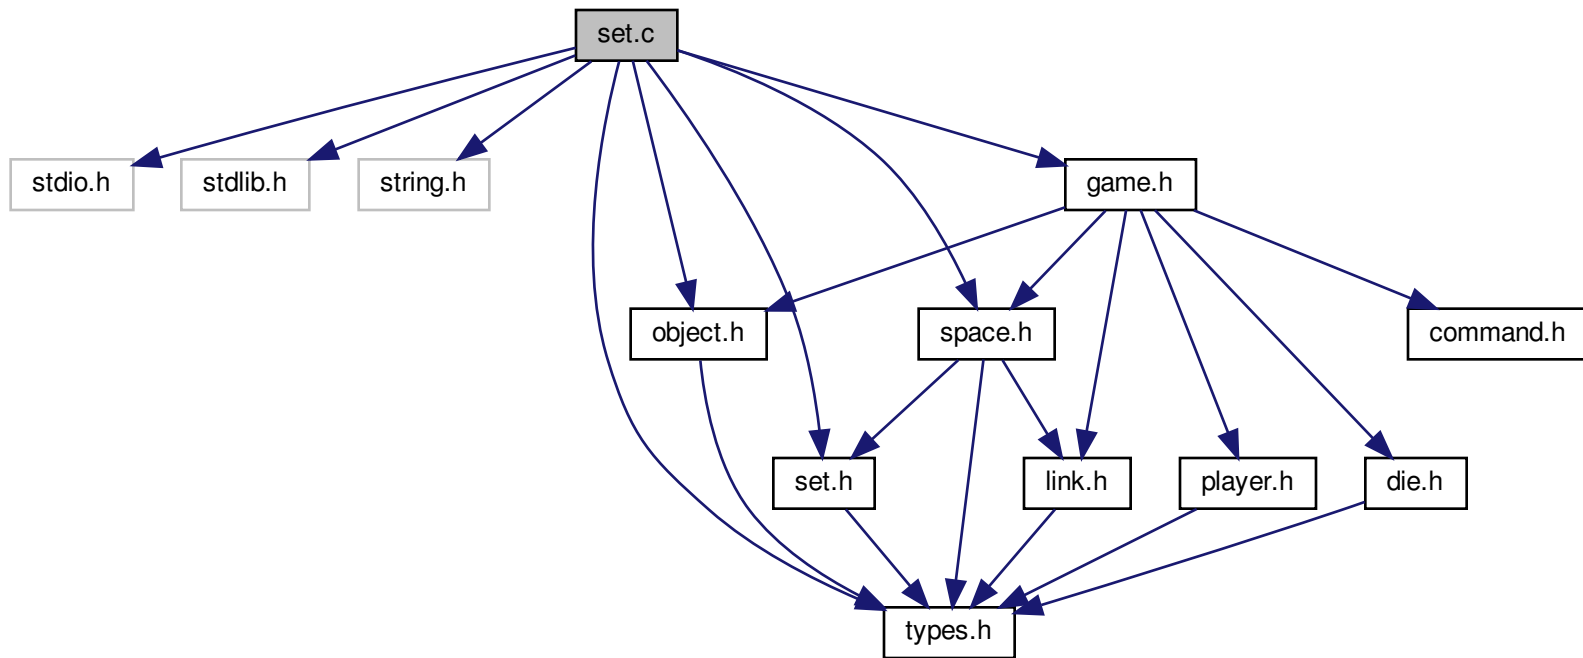 set.c
stdio.h
stdlib.h
string.h
game.h
object.h
space.h
command.h
set.h
link.h
player.h
die.h
types.h